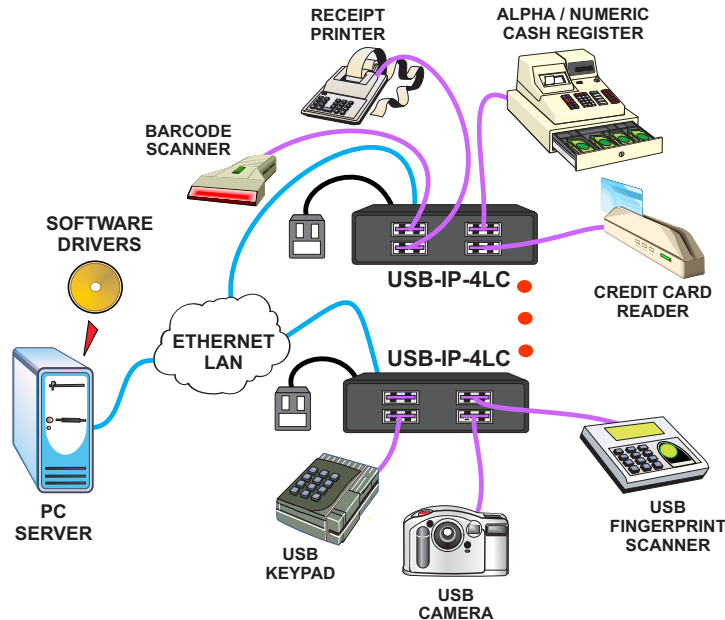 RECEIPT
PRINTER
ALPHA / NUMERIC
CASH REGISTER
BARCODE
SCANNER
SOFTWARE
DRIVERS
USB-IP-4LC
CREDIT CARD
READER
ETHERNET
LAN
USB-IP-4LC
PC
SERVER
USB
KEYPAD
USB
CAMERA
USB
FINGERPRINT
SCANNER